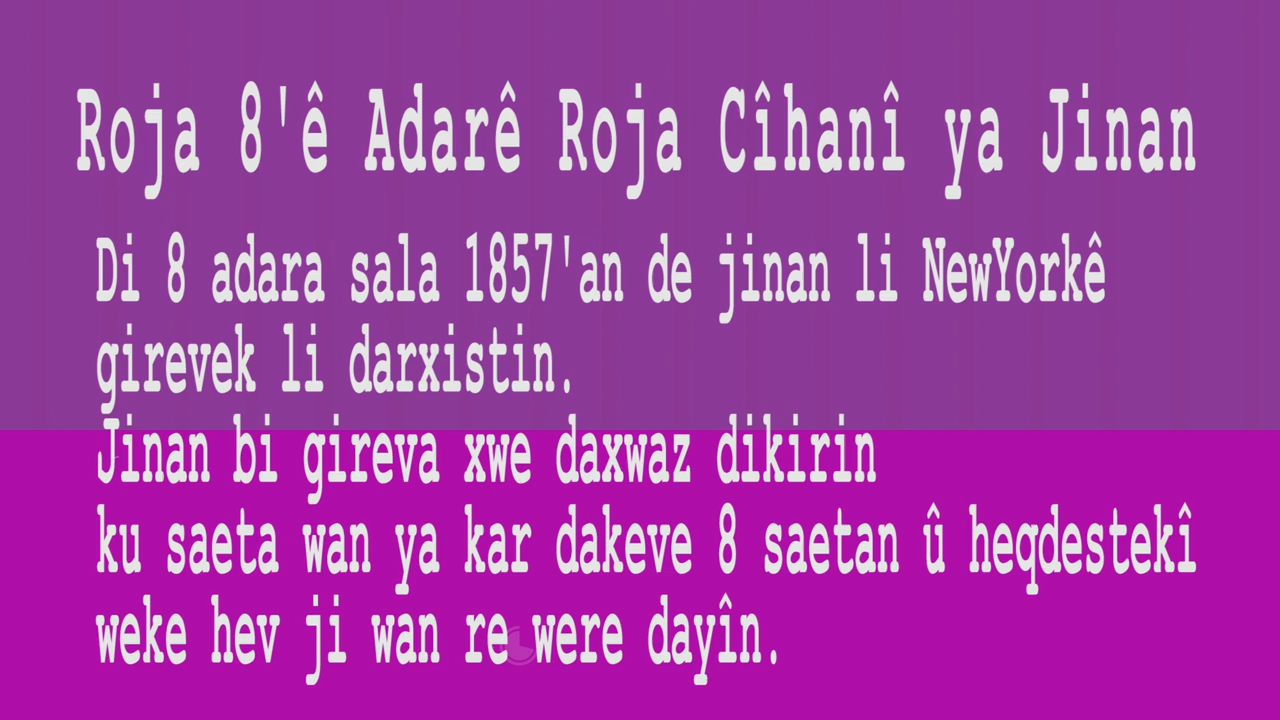 Roja 8'ê Adarê Roja Cîhanî ya Jinan
Di 8 adara sala 1857'an de jinan li NewYorkê
girevek li darxistin.
Jinan bi gireva xwe daxwaz dikirin
ku saeta wan ya kar dakeve 8 saetan û heqdestekî
weke hev ji wan re were dayîn.